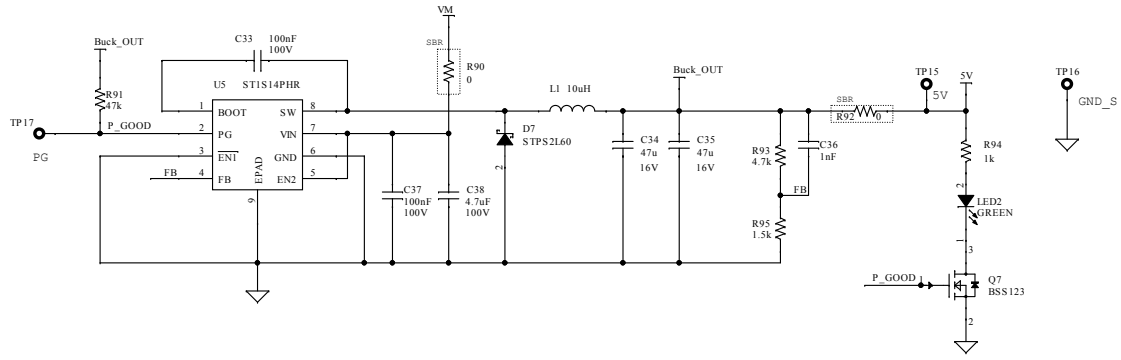 VM
SBR
R90
0
Buck_OUT
C33 100nF
100V
U5 ST1S14PHR
R91
47k
TP17
PG
P_GOOD
1 BOOT SW 8
2 PG VIN 7
3 EN1 GND 6
4 FB EN2 5
FB
EPAD
9
C37
100nF
100V
C38
4.7uF
100V
D7
STPS2L60
2
L1 10uH
Buck_OUT
C34
47u
16V
C35
47u
16V
R93
4.7k
C36
1nF
FB
R95
1.5k
SBR
R92 0
TP15
5V
5V
TP16
GND_S
R94
1k
2
LED2
GREEN
1
3
P_GOOD 1
Q7
BSS123
2